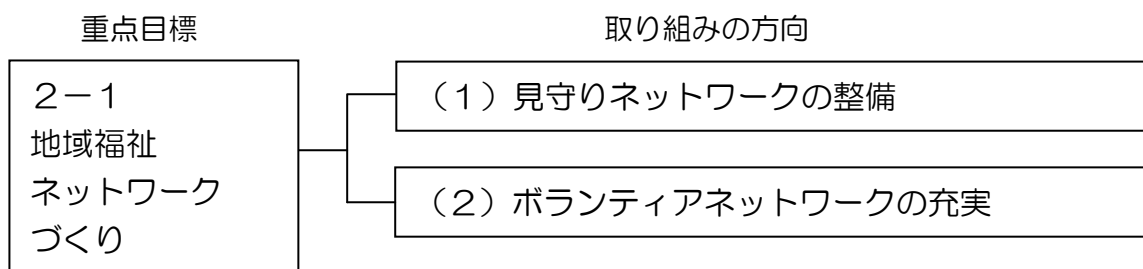 重点目標
取り組みの方向
2－1
地域福祉
ネットワーク
づくり
（1）見守りネットワークの整備
（2）ボランティアネットワークの充実